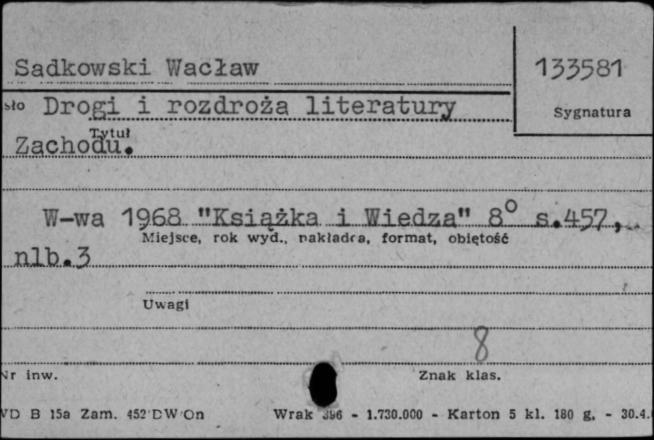 Sadkowski Wacław
133581
sło Drogi i rozdroża literatury
Sygnatura
Tytuł
Zachodu.
W-wa 1968 "Książka i Wiedza" 8° s.457,
Miejsce, rok wyd., nakładca, format, objętość
nlb.3
Uwagi
8
Nr inw.
Znak klas.
WD B 15a Zam. 452 DW On Wrak 396 - 1.730.000 - Karton 5 kl. 180 g. - 30.4.